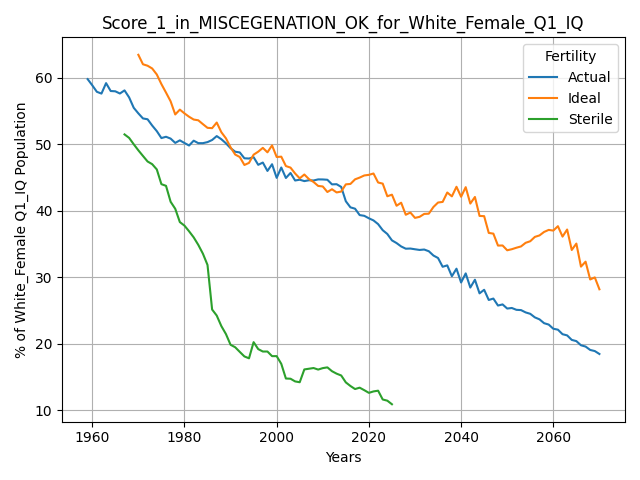 Score_1_in_MISCEGENATION_OK_for_White_Female_Q1_IQ
Fertility
Actual
Ideal
Sterile
% of White_Female Q1_IQ Population
60
50
40
30
20
10
1960 1980 2000 2020 2040 2060
Years